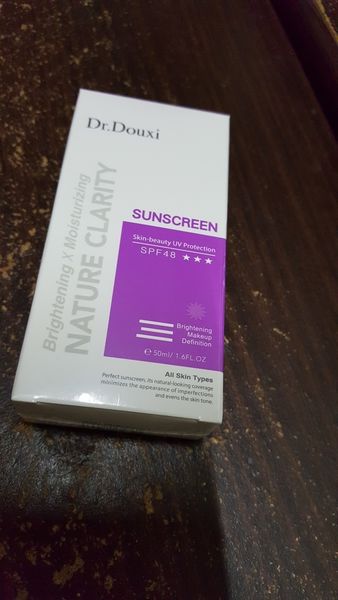 Dr.Douxi
Brightening X Moisturizing
NATURE CLARITY
SUNSCREEN
Skin-beauty UV Protection
SPF48 ★★★
Brightening
Makeup
Definition
℮50ml/ 1.6FL.OZ
All Skin Types
Perfect sunscreen, its natural-looking coverage
minimizes the appearance of imperfections
and evens the skin tone.